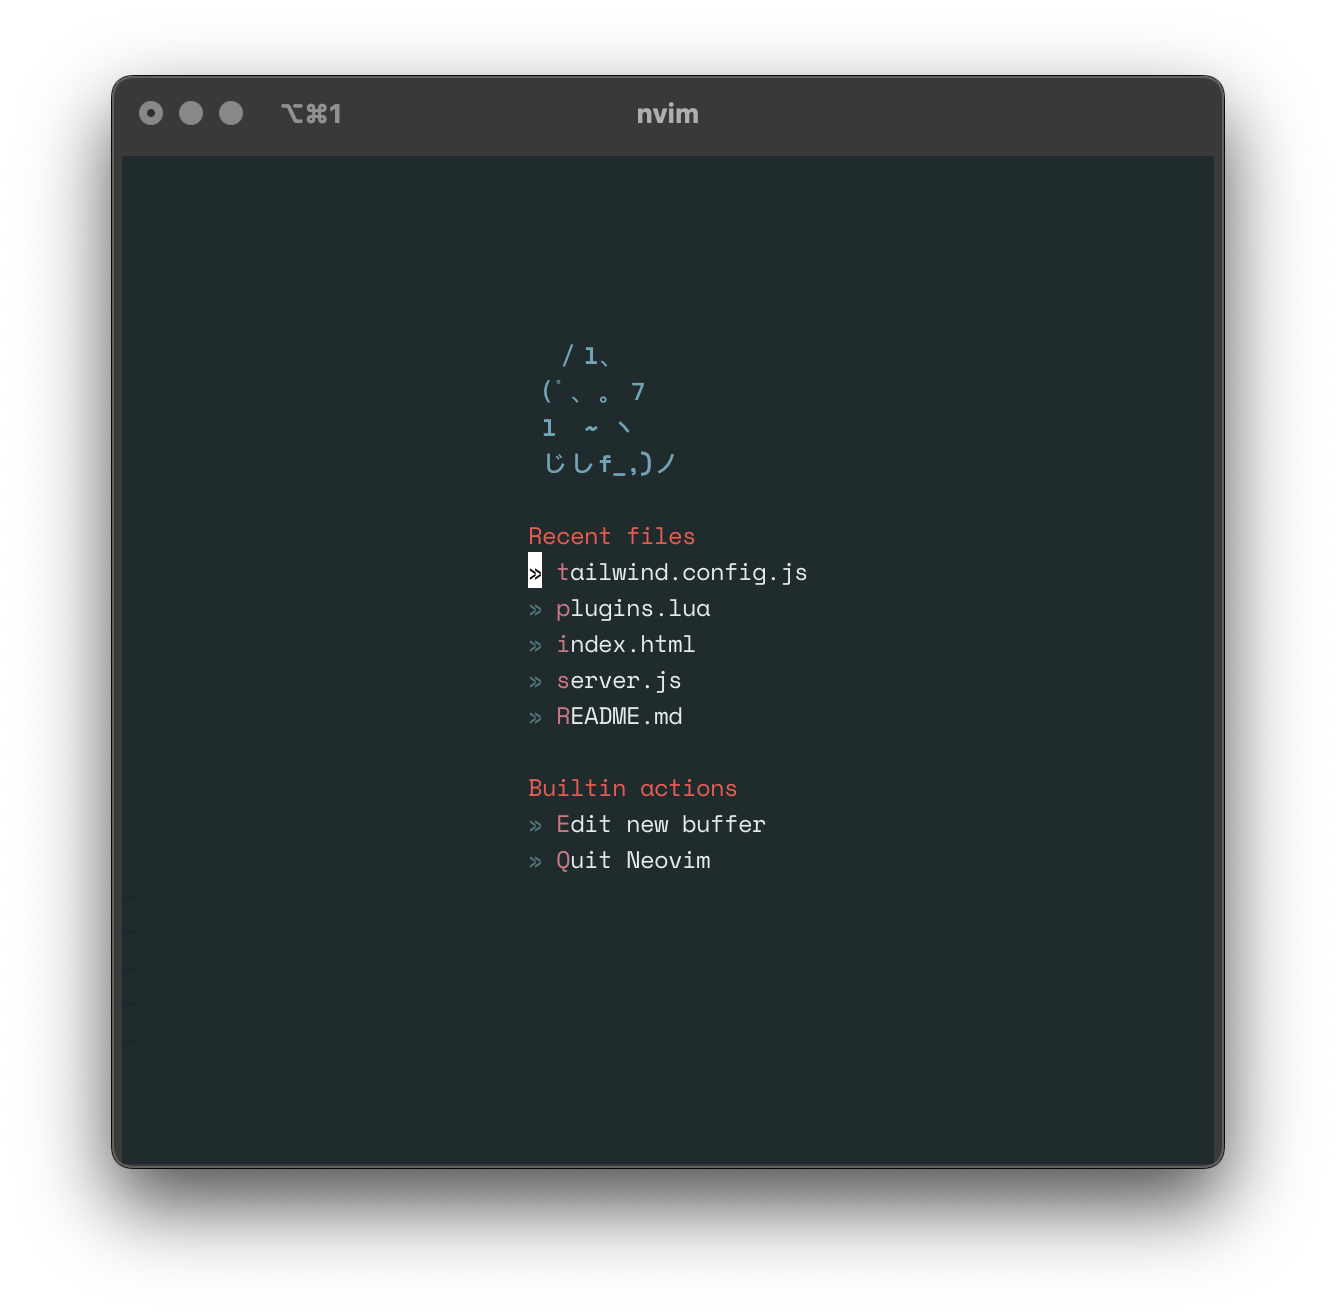 ⌥⌘1 nvim
/ l、
(ﾟ、 。 7
l  ~ ヽ
じしf_,)ノ
Recent files
» tailwind.config.js
» plugins.lua
» index.html
» server.js
» README.md
Builtin actions
» Edit new buffer
» Quit Neovim
~
~
~
~
~